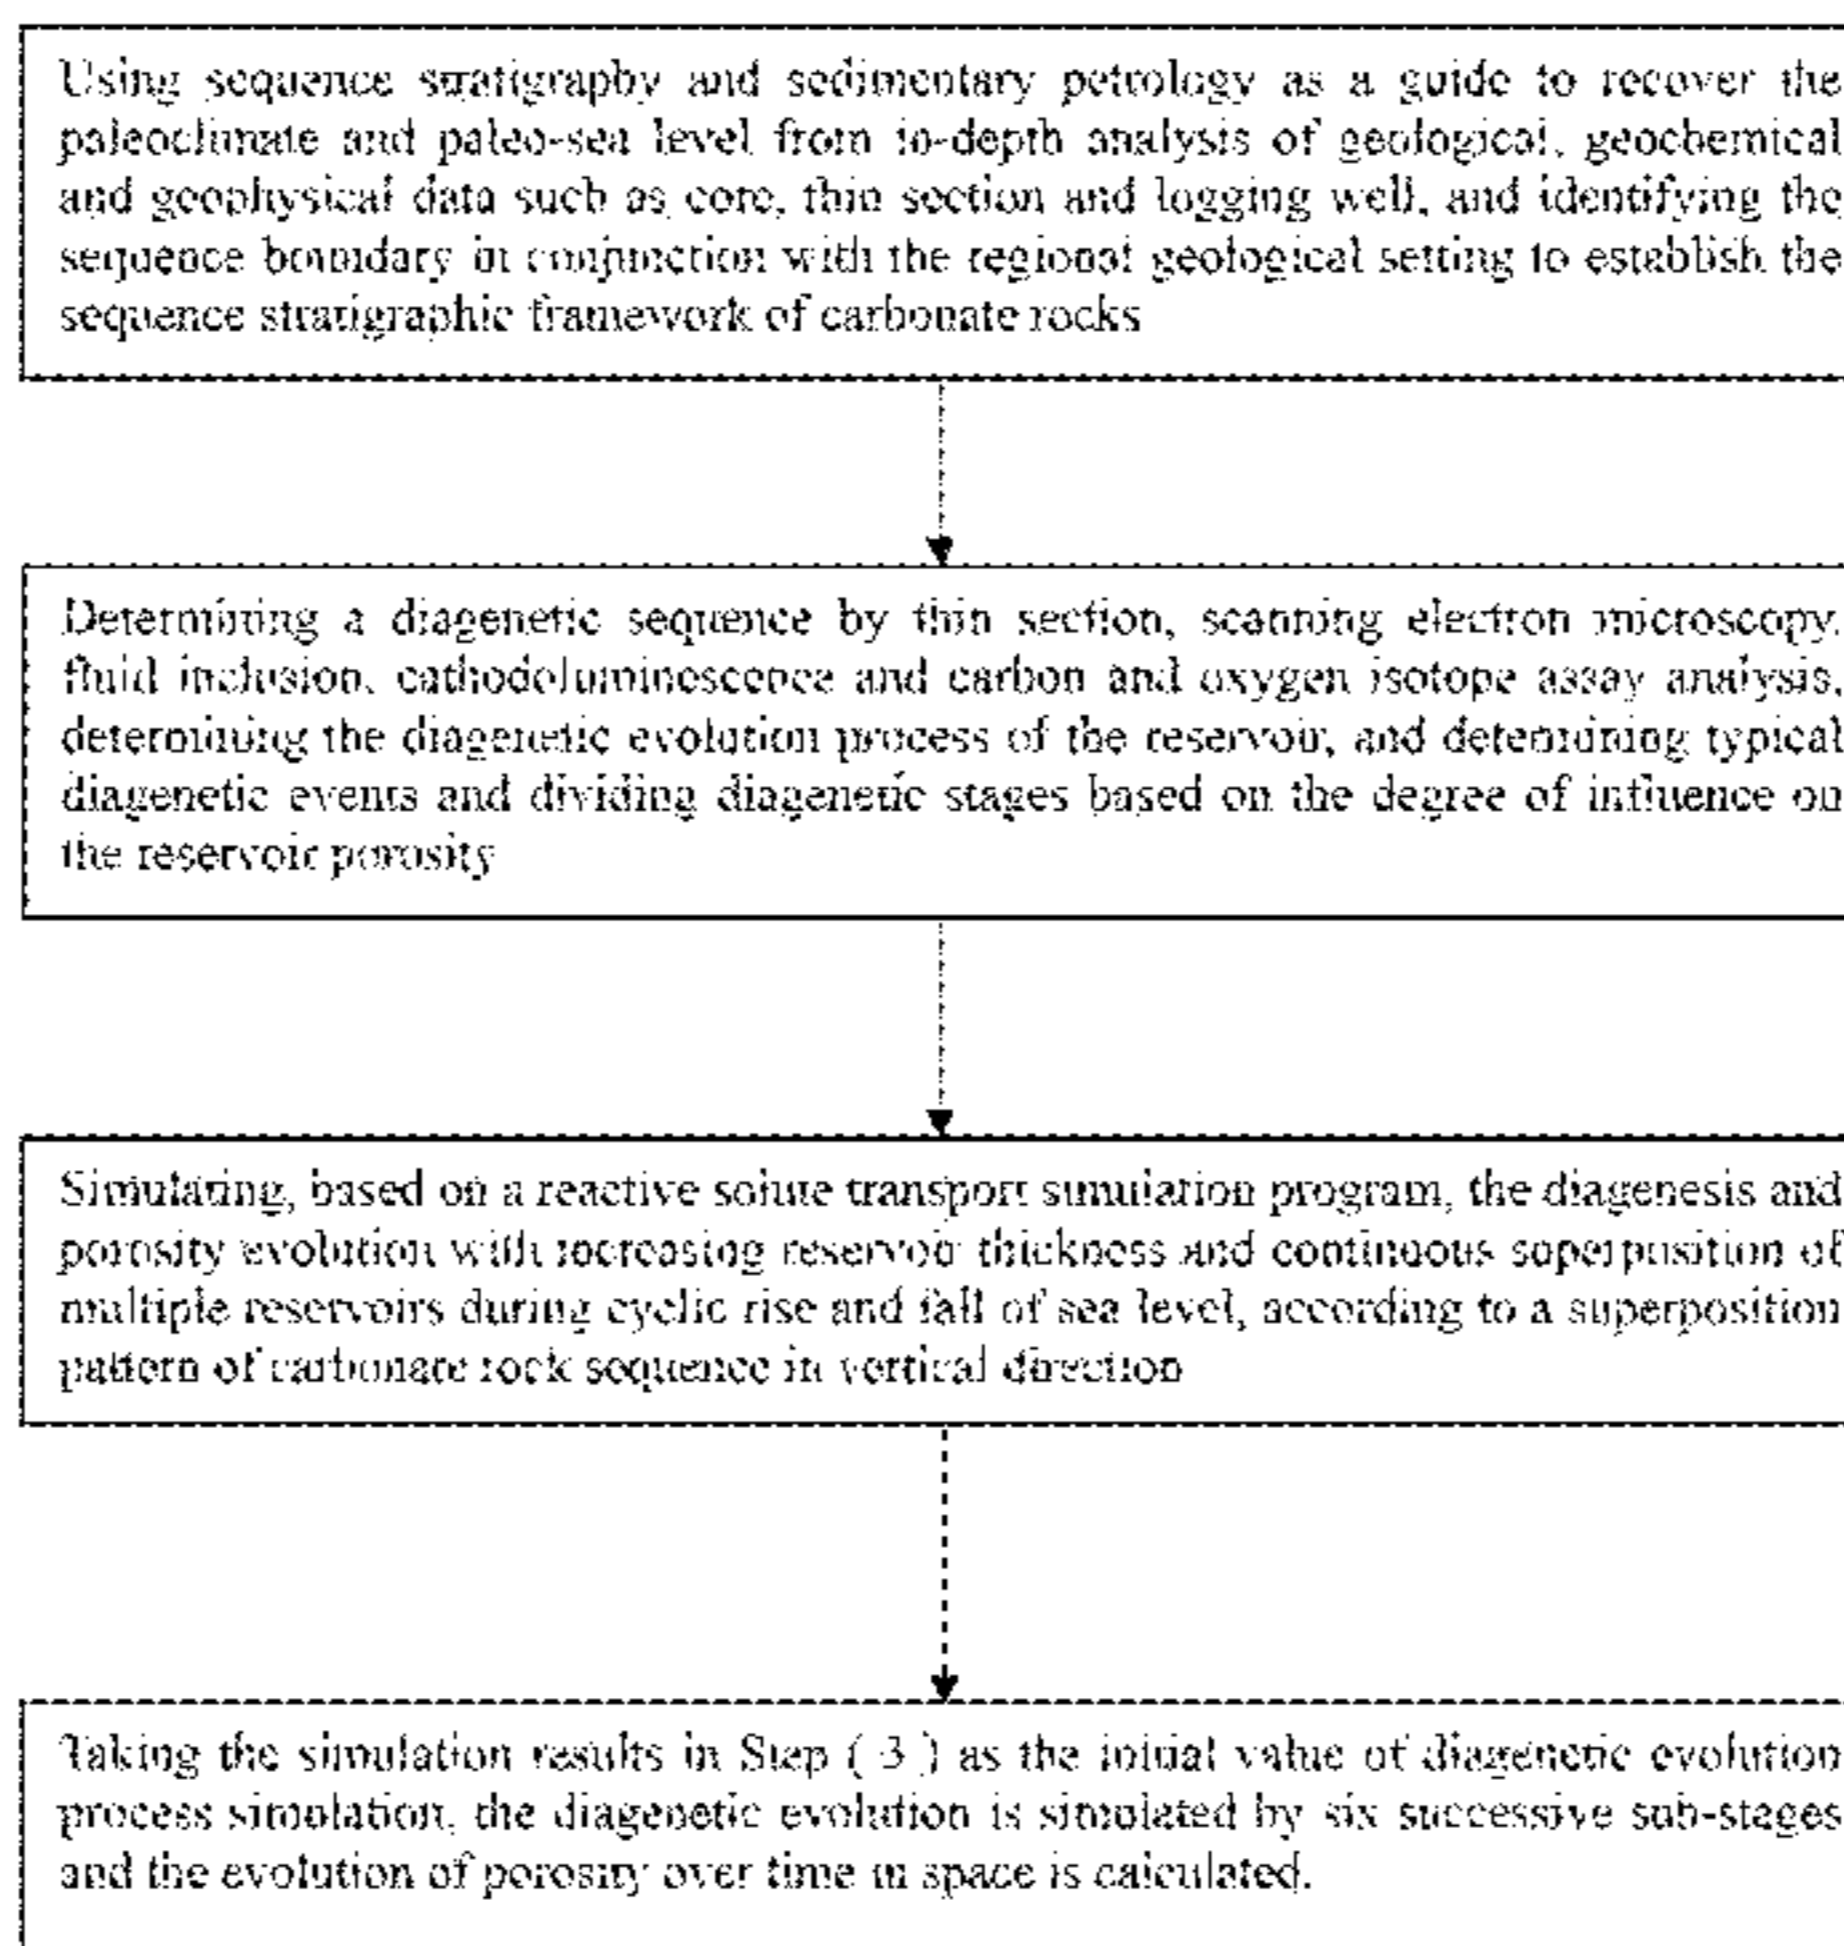 Using sequence stratigraphy and sedimentary petrology as a guide to recover the
paleoclimate and paleo-sea level from in-depth analysis of geological, geochemical
and geophysical data such as core, thin section and logging well, and identifying the
sequence boundary in conjunction with the regional geological setting to establish the
sequence stratigraphic framework of carbonate rocks
Determining a diagenetic sequence by thin section, scanning electron microscopy,
fluid inclusion, cathodoluminescence and carbon and oxygen isotope assay analysis,
determining the diagenetic evolution process of the reservoir, and determining typical
diagenetic events and dividing diagenetic stages based on the degree of influence on
the reservoir porosity
Simulating, based on a reactive solute transport simulation program, the diagenesis and
porosity evolution with increasing reservoir thickness and continuous superposition of
multiple reservoirs during cyclic rise and fall of sea level, according to a superposition
pattern of carbonate rock sequence in vertical direction
Taking the simulation results in Step ( 3 ) as the initial value of diagenetic evolution
process simulation, the diagenetic evolution is simulated by six successive sub-stages
and the evolution of porosity over time in space is calculated.